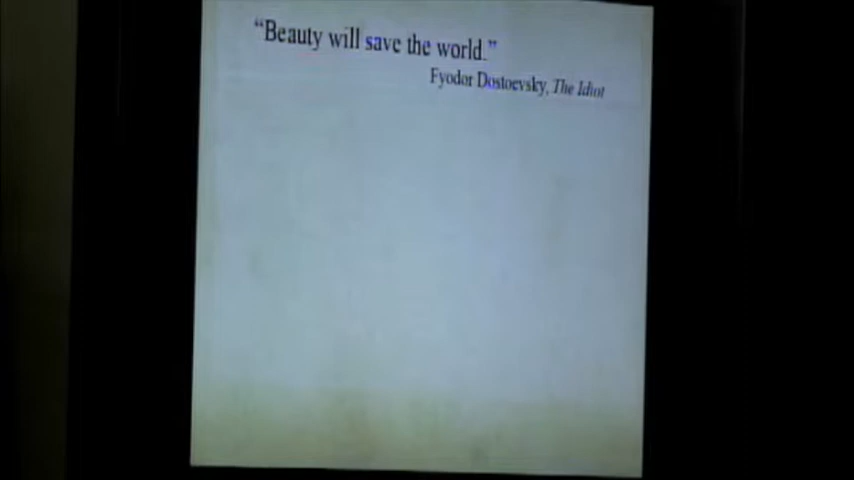 “Beauty will save the world.”
Fyodor Dostoevsky, The Idiot